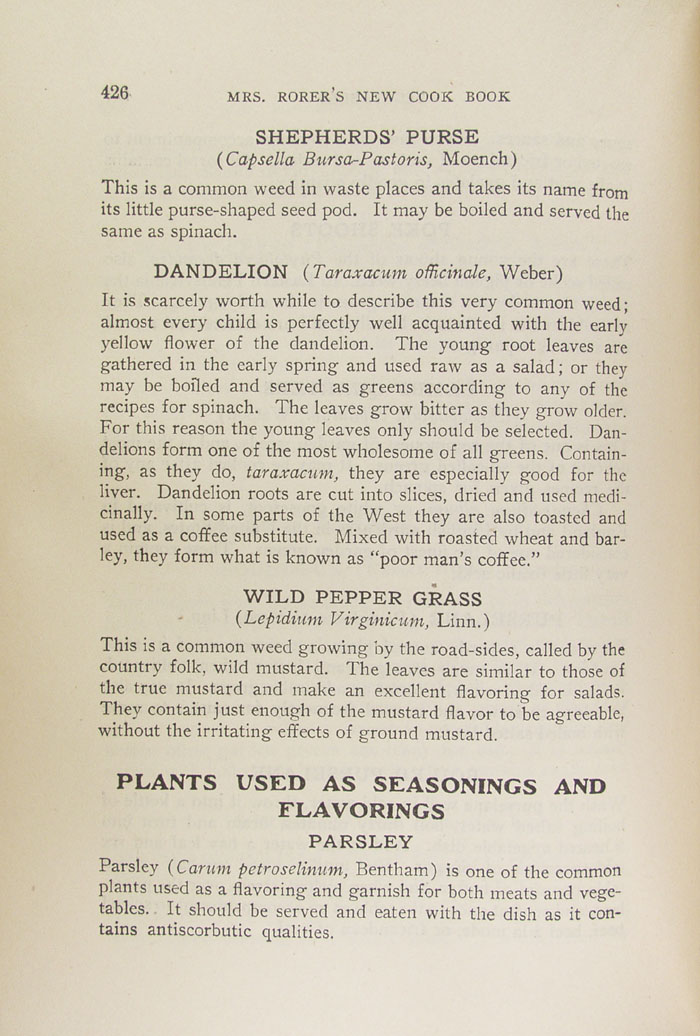 426
MRS. RORER'S NEW COOK BOOK
SHEPHERDS' PURSE
(Capsella Bursa-Pastoris, Moench)
This is a common weed in waste places and takes its name from
its little purse-shaped seed pod. It may be boiled and served the
same as spinach.
DANDELION (Taraxacum officinale, Weber)
It is scarcely worth while to describe this very common weed;
almost every child is perfectly well acquainted with the early
yellow flower of the dandelion. The young root leaves are
gathered in the early spring and used raw as a salad; or they
may be boiled and served as greens according to any of the
recipes for spinach. The leaves grow bitter as they grow older.
For this reason the young leaves only should be selected. Dan-
delions form one of the most wholesome of all greens. Contain-
ing, as they do, taraxacum, they are especially good for the
liver. Dandelion roots are cut into slices, dried and used medi-
cinally. In some parts of the West they are also toasted and
used as a coffee substitute. Mixed with roasted wheat and bar-
ley, they form what is known as "poor man's coffee."
WILD PEPPER GRASS
(Lepidium Virginicum, Linn.)
This is a common weed growing by the road-sides, called by the
country folk, wild mustard. The leaves are similar to those of
the true mustard and make an excellent flavoring for salads.
They contain just enough of the mustard flavor to be agreeable,
without the irritating effects of ground mustard.
PLANTS USED AS SEASONINGS AND
FLAVORINGS
PARSLEY
Parsley (Carum petroselinum, Bentham) is one of the common
plants used as a flavoring and garnish for both meats and vege-
tables. It should be served and eaten with the dish as it con-
tains antiscorbutic qualities.